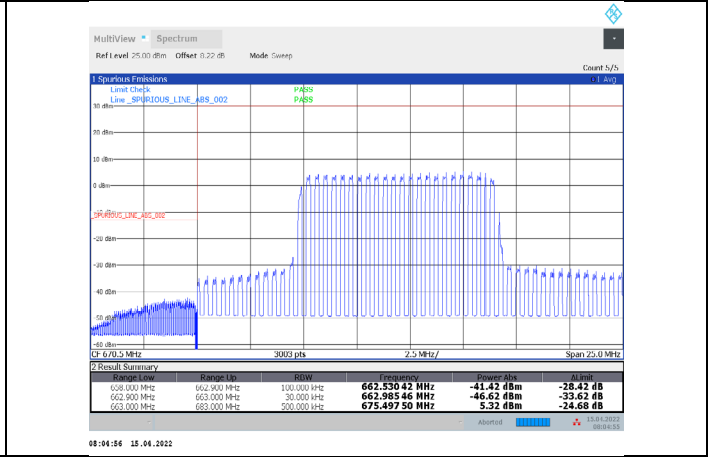 MultiView Spectrum
Ref Level 25.00 dBm Offset 8.22 dB Mode Sweep
Count 5/5
1 Spurious Emissions 1 Avg
Limit Check PASS
Line _SPURIOUS_LINE_ABS_002 PASS
30 dBm
20 dBm
10 dBm
0 dBm
-10 dBm
_SPURIOUS_LINE_ABS_002
-20 dBm
-30 dBm
-40 dBm
-50 dBm
-60 dBm
CF 670.5 MHz 3003 pts 2.5 MHz/ Span 25.0 MHz
2 Result Summary
Range Low Range Up RBW Frequency Power Abs ΔLimit
658.000 MHz 662.900 MHz 100.000 kHz 662.530 42 MHz -41.42 dBm -28.42 dB
662.900 MHz 663.000 MHz 30.000 kHz 662.985 46 MHz -46.62 dBm -33.62 dB
663.000 MHz 683.000 MHz 500.000 kHz 675.497 50 MHz 5.32 dBm -24.68 dB
Aborted 15.04.2022
08:04:55
08:04:56 15.04.2022